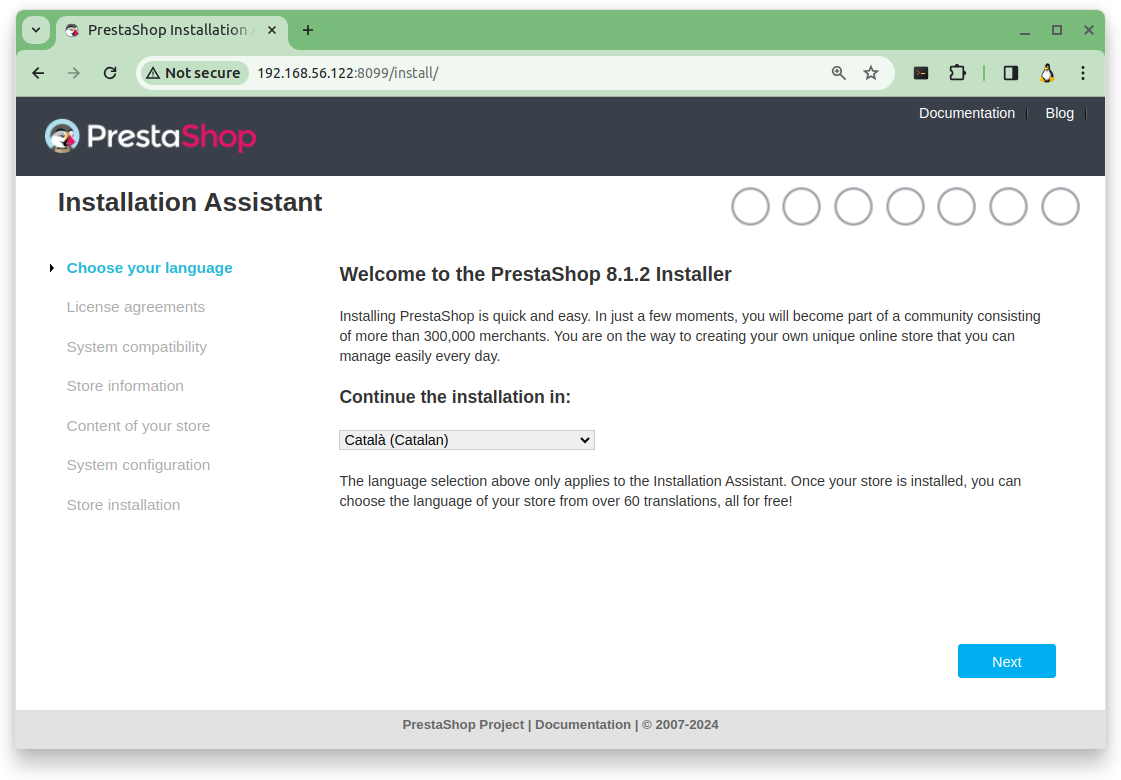 PrestaShop Installation
Not secure 192.168.56.122:8099/install/
Documentation Blog
PrestaShop
Installation Assistant
Choose your language
License agreements
System compatibility
Store information
Content of your store
System configuration
Store installation
Welcome to the PrestaShop 8.1.2 Installer
Installing PrestaShop is quick and easy. In just a few moments, you will become part of a community consisting
of more than 300,000 merchants. You are on the way to creating your own unique online store that you can
manage easily every day.
Continue the installation in:
Català (Catalan)
The language selection above only applies to the Installation Assistant. Once your store is installed, you can
choose the language of your store from over 60 translations, all for free!
Next
PrestaShop Project | Documentation | © 2007-2024